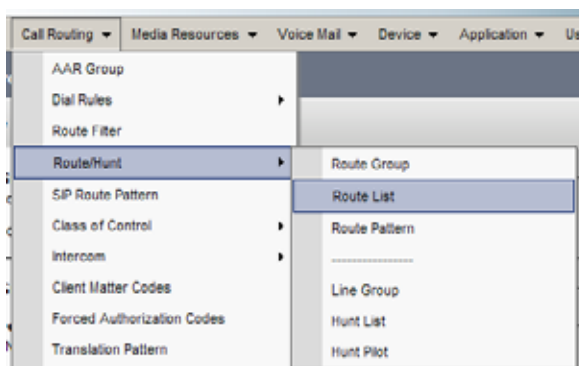 Call Routing Media Resources Voice Mail Device Application
AAR Group
Dial Rules
Route Filter
Route/Hunt
SIP Route Pattern
Class of Control
Intercom
Client Matter Codes
Forced Authorization Codes
Translation Pattern
Route Group
Route List
Route Pattern
---------------
Line Group
Hunt List
Hunt Pilot